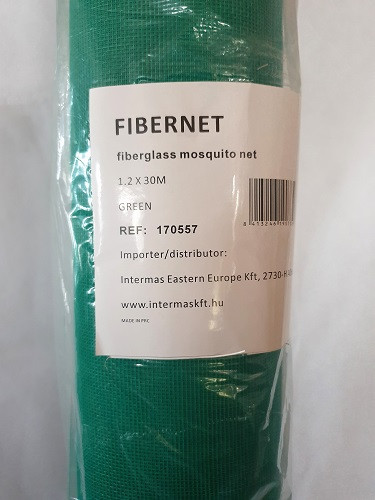 FIBERNET
fiberglass mosquito net
1.2 X 30M
GREEN
REF: 170557
Importer/distributor:
Intermas Eastern Europe Kft, 2730-H
www.intermaskft.hu
MADE IN PRC